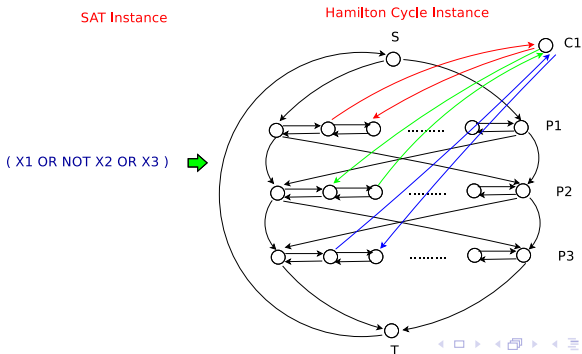 SAT Instance
Hamilton Cycle Instance
S
C1
P1
( X1 OR NOT X2 OR X3 )
P2
P3
T